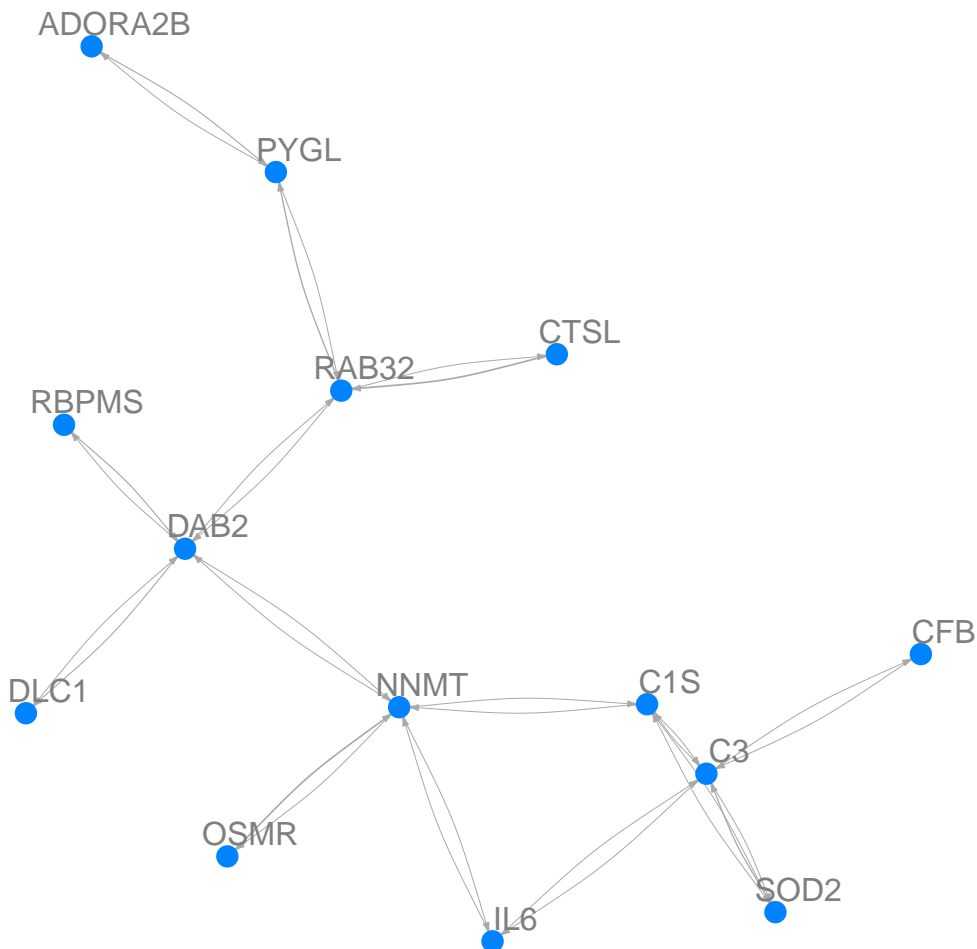 ADORA2B
PYGL
CTSL
RAB32
RBPMS
DAB2
CFB
C1S
NNMT
DLC1
C3
OSMR
SOD2
IL6